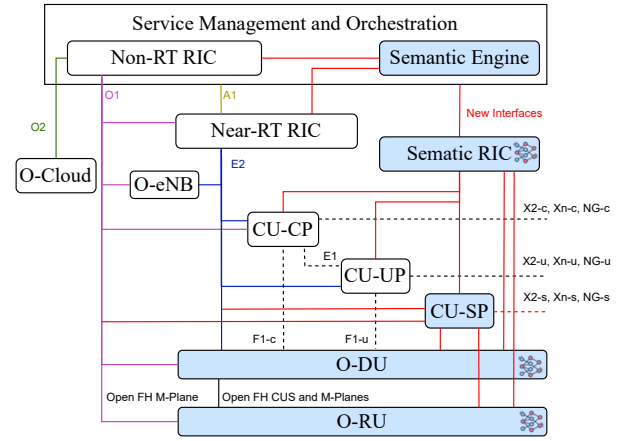 Service Management and Orchestration
Non-RT RIC
Semantic Engine
O1
A1
New Interfaces
O2
Near-RT RIC
Sematic RIC
E2
O-Cloud
O-eNB
X2-c, Xn-c, NG-c
CU-CP
E1
X2-u, Xn-u, NG-u
CU-UP
X2-s, Xn-s, NG-s
CU-SP
F1-c
F1-u
O-DU
Open FH M-Plane
Open FH CUS and M-Planes
O-RU